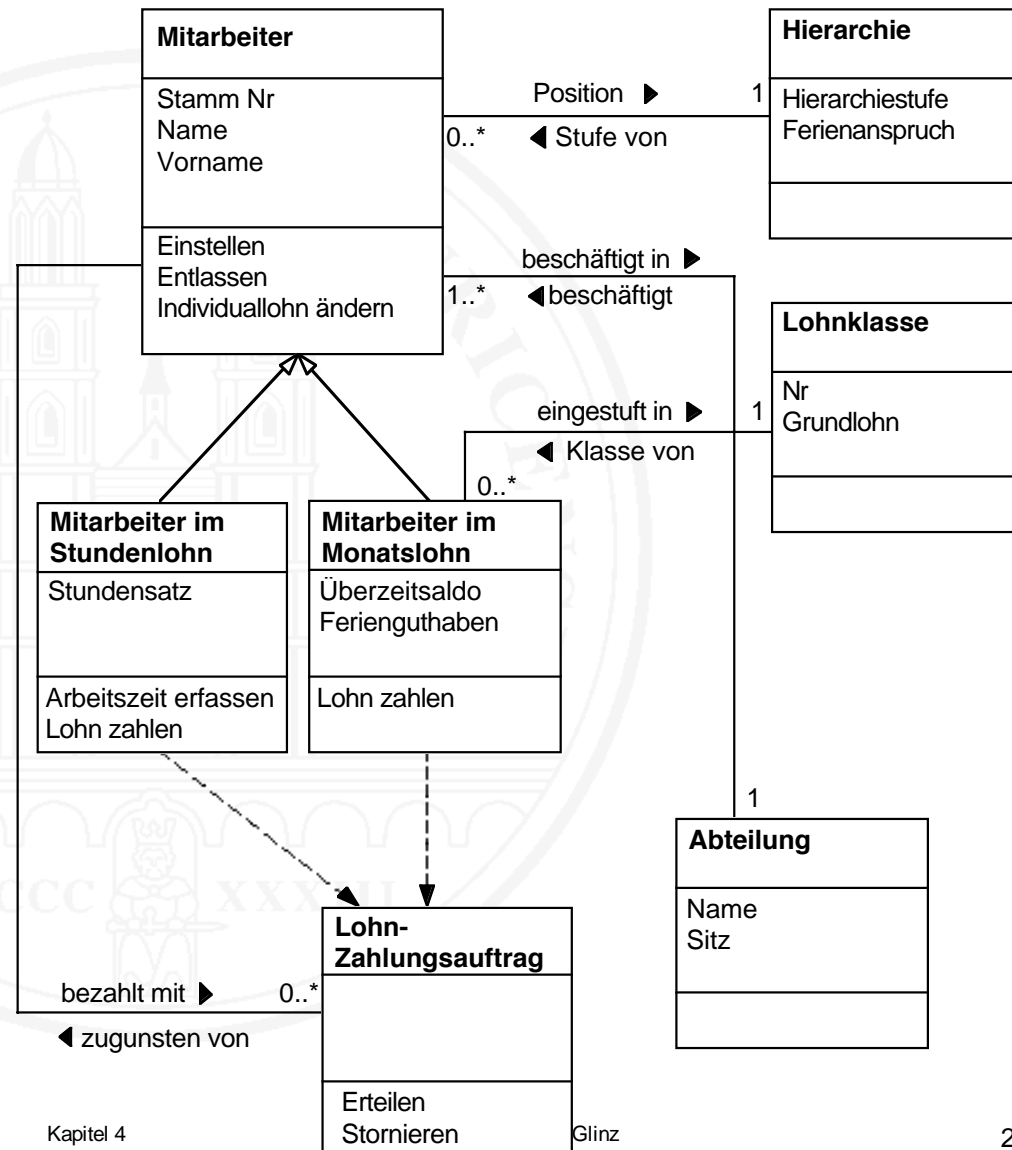 Mitarbeiter
Stamm Nr
Name
Vorname
Einstellen
Entlassen
Individuallohn ändern
Position ▶
1
0..*
◀ Stufe von
Hierarchie
Hierarchiestufe
Ferienanspruch
beschäftigt in ▶
1..*
◀ beschäftigt
Lohnklasse
Nr
Grundlohn
eingestuft in ▶
1
◀ Klasse von
0..*
Mitarbeiter im
Stundenlohn
Stundensatz
Arbeitszeit erfassen
Lohn zahlen
Mitarbeiter im
Monatslohn
Überzeitsaldo
Ferienguthaben
Lohn zahlen
1
Abteilung
Name
Sitz
Lohn-
Zahlungsauftrag
bezahlt mit ▶
0..*
◀ zugunsten von
Erteilen
Stornieren
Kapitel 4
Glinz
2